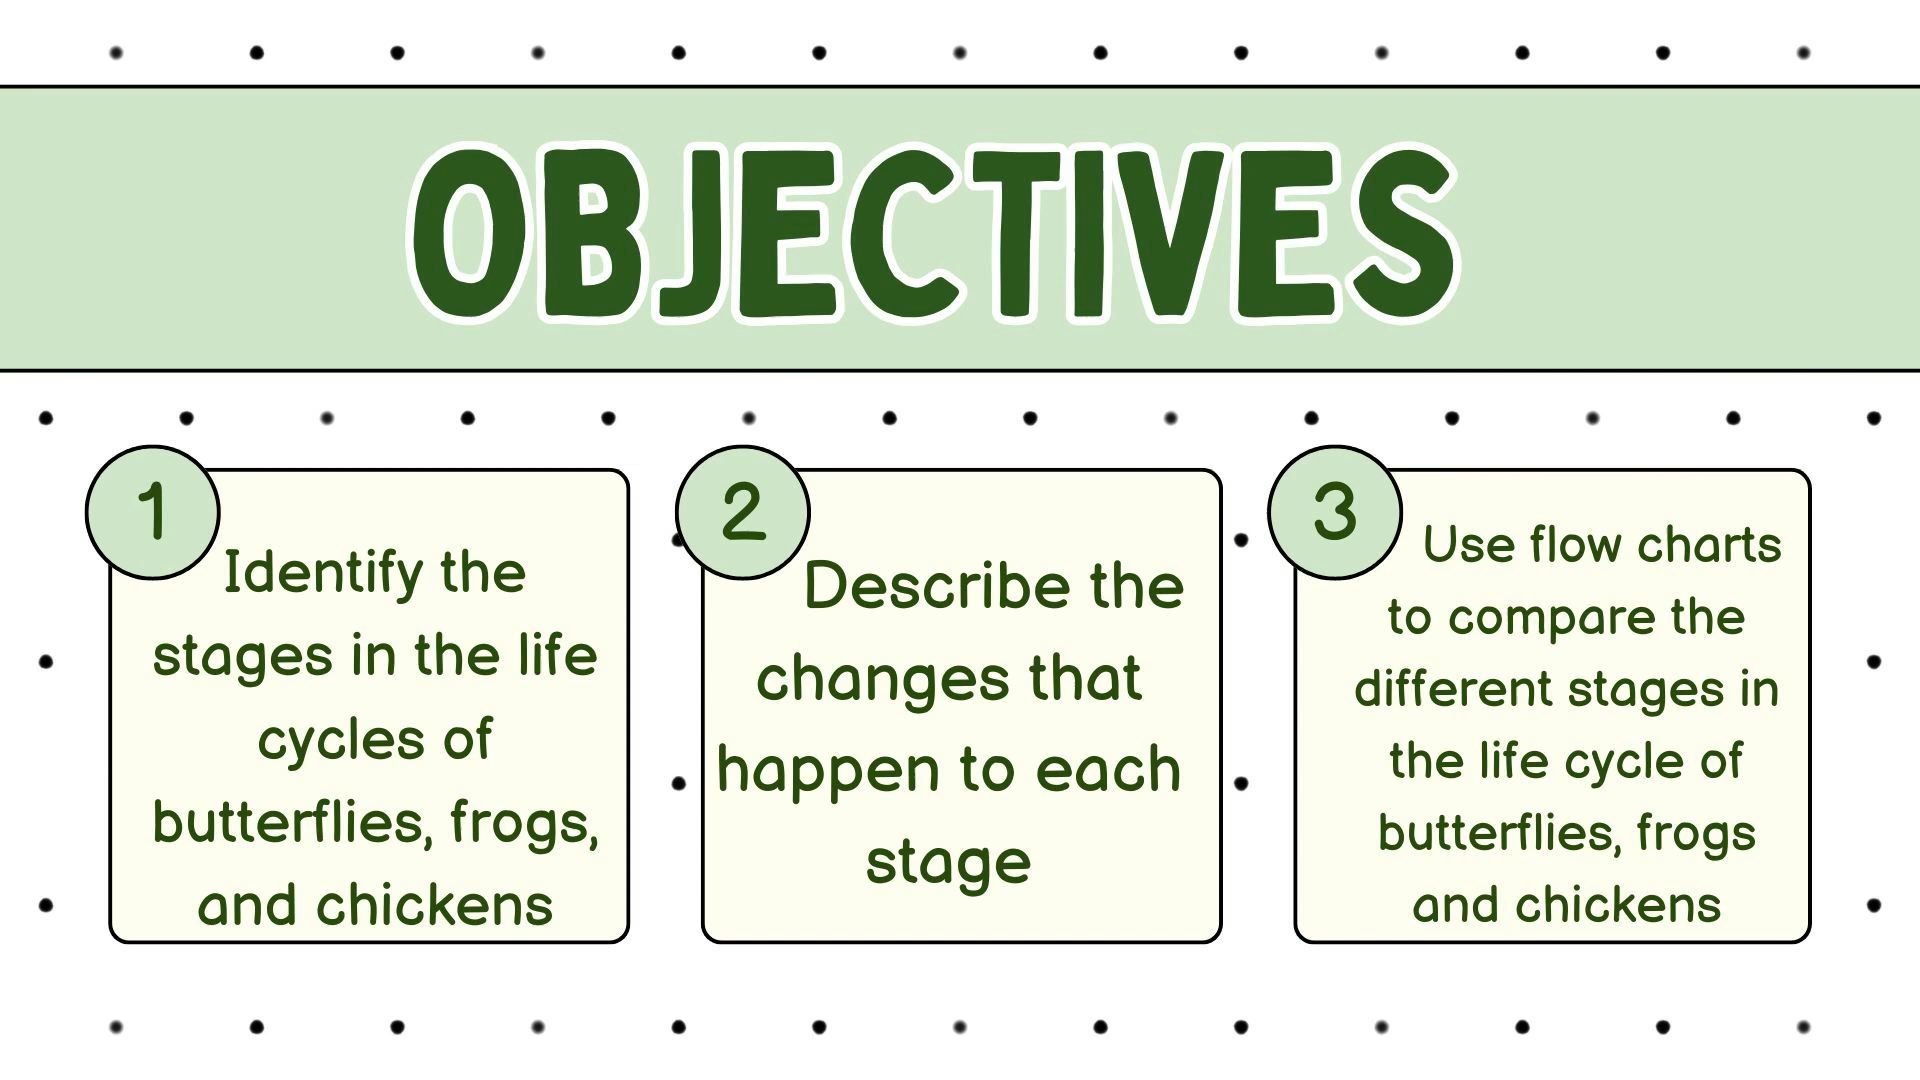 OBJECTIVES
1
Identify the
stages in the life
cycles of
butterflies, frogs,
and chickens
2
Describe the
changes that
happen to each
stage
3
Use flow charts
to compare the
different stages in
the life cycle of
butterflies, frogs
and chickens